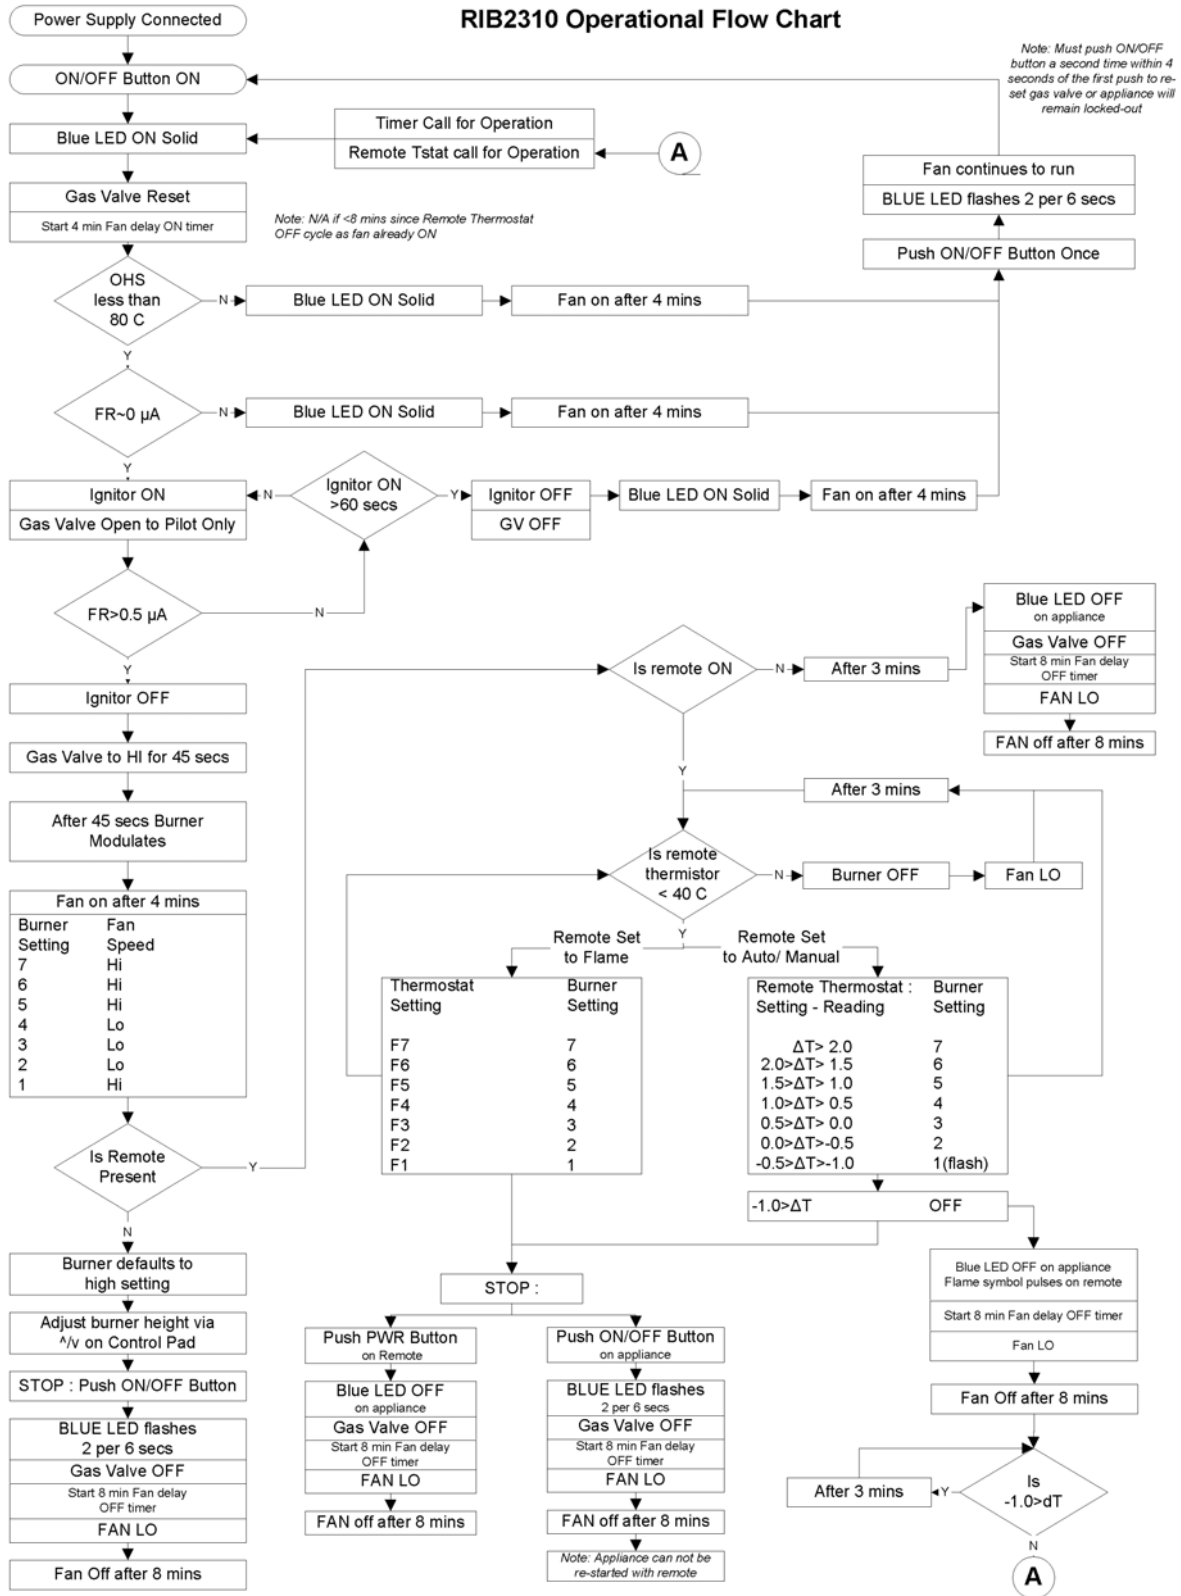 RIB2310 Operational Flow Chart
Power Supply Connected
ON/OFF Button ON
Blue LED ON Solid
Gas Valve Reset
Start 4 min Fan delay ON timer
Timer Call for Operation
Remote Tstat call for Operation
A
Note: N/A if <8 mins since Remote Thermostat
OFF cycle as fan already ON
Note: Must push ON/OFF
button a second time within 4
seconds of the first push to re-
set gas valve or appliance will
remain locked-out
Fan continues to run
BLUE LED flashes 2 per 6 secs
Push ON/OFF Button Once
OHS
less than
80 C
N
Blue LED ON Solid
Fan on after 4 mins
Y
FR~0 µA
N
Blue LED ON Solid
Fan on after 4 mins
Y
Ignitor ON
Gas Valve Open to Pilot Only
N
Ignitor ON
>60 secs
Y
Ignitor OFF
GV OFF
Blue LED ON Solid
Fan on after 4 mins
FR>0.5 µA
N
Y
Ignitor OFF
Gas Valve to HI for 45 secs
After 45 secs Burner
Modulates
Fan on after 4 mins
Burner Fan
Setting Speed
7 Hi
6 Hi
5 Hi
4 Lo
3 Lo
2 Lo
1 Hi
Is Remote
Present
Y
N
Burner defaults to
high setting
Adjust burner height via
^/v on Control Pad
STOP : Push ON/OFF Button
BLUE LED flashes
2 per 6 secs
Gas Valve OFF
Start 8 min Fan delay
OFF timer
FAN LO
Fan Off after 8 mins
Is remote ON
N
After 3 mins
Blue LED OFF
on appliance
Gas Valve OFF
Start 8 min Fan delay
OFF timer
FAN LO
FAN off after 8 mins
Y
After 3 mins
Is remote
thermistor
< 40 C
N
Burner OFF
Fan LO
Y
Remote Set
to Flame
Remote Set
to Auto/ Manual
Thermostat Burner
Setting Setting
F7 7
F6 6
F5 5
F4 4
F3 3
F2 2
F1 1
Remote Thermostat : Burner
Setting - Reading Setting
ΔT> 2.0 7
2.0>ΔT> 1.5 6
1.5>ΔT> 1.0 5
1.0>ΔT> 0.5 4
0.5>ΔT> 0.0 3
0.0>ΔT>-0.5 2
-0.5>ΔT>-1.0 1(flash)
-1.0>ΔT OFF
STOP :
Push PWR Button
on Remote
Blue LED OFF
on appliance
Gas Valve OFF
Start 8 min Fan delay
OFF timer
FAN LO
FAN off after 8 mins
Push ON/OFF Button
on appliance
BLUE LED flashes
2 per 6 secs
Gas Valve OFF
Start 8 min Fan delay
OFF timer
FAN LO
FAN off after 8 mins
Note: Appliance can not be
re-started with remote
Blue LED OFF on appliance
Flame symbol pulses on remote
Start 8 min Fan delay OFF timer
Fan LO
Fan Off after 8 mins
After 3 mins
Y
Is
-1.0>dT
N
A